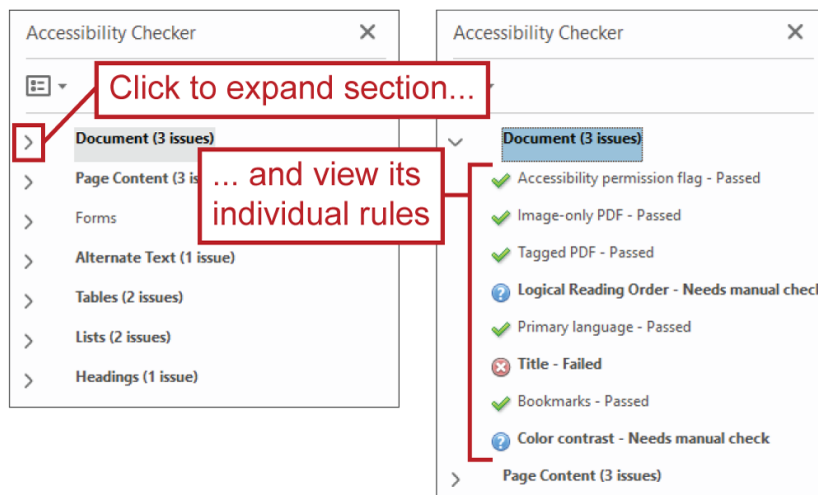 Accessibility Checker
Click to expand section...
Document (3 issues)
Page Content (3 is
Forms
Alternate Text (1 issue)
Tables (2 issues)
Lists (2 issues)
Headings (1 issue)
Accessibility Checker
Document (3 issues)
... and view its
individual rules
Accessibility permission flag - Passed
Image-only PDF - Passed
Tagged PDF - Passed
Logical Reading Order - Needs manual check
Primary language - Passed
Title - Failed
Bookmarks - Passed
Color contrast - Needs manual check
Page Content (3 issues)